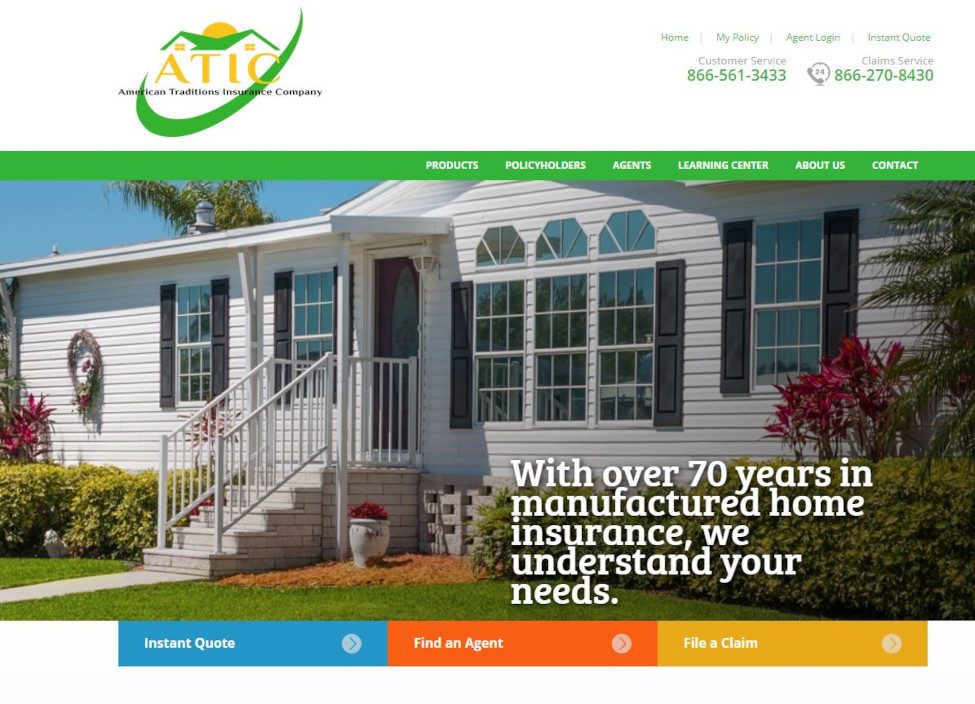 ATIC
American Traditions Insurance Company
Home | My Policy | Agent Login | Instant Quote
Customer Service
866-561-3433
24
Claims Service
866-270-8430
PRODUCTS POLICYHOLDERS AGENTS LEARNING CENTER ABOUT US CONTACT
With over 70 years in
manufactured home
insurance, we
understand your
needs.
Instant Quote
Find an Agent
File a Claim